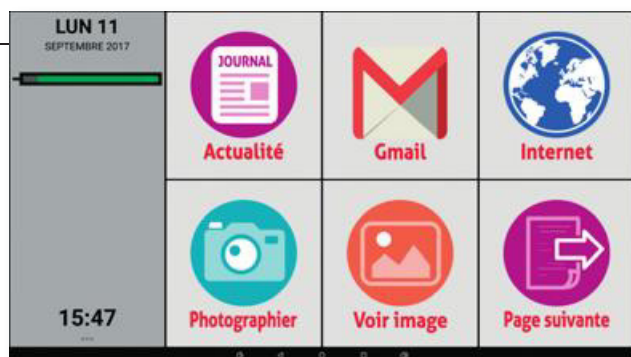 LUN 11
SEPTEMBRE 2017
15:47
JOURNAL
Actualité
Gmail
Internet
Photographier
Voir image
Page suivante